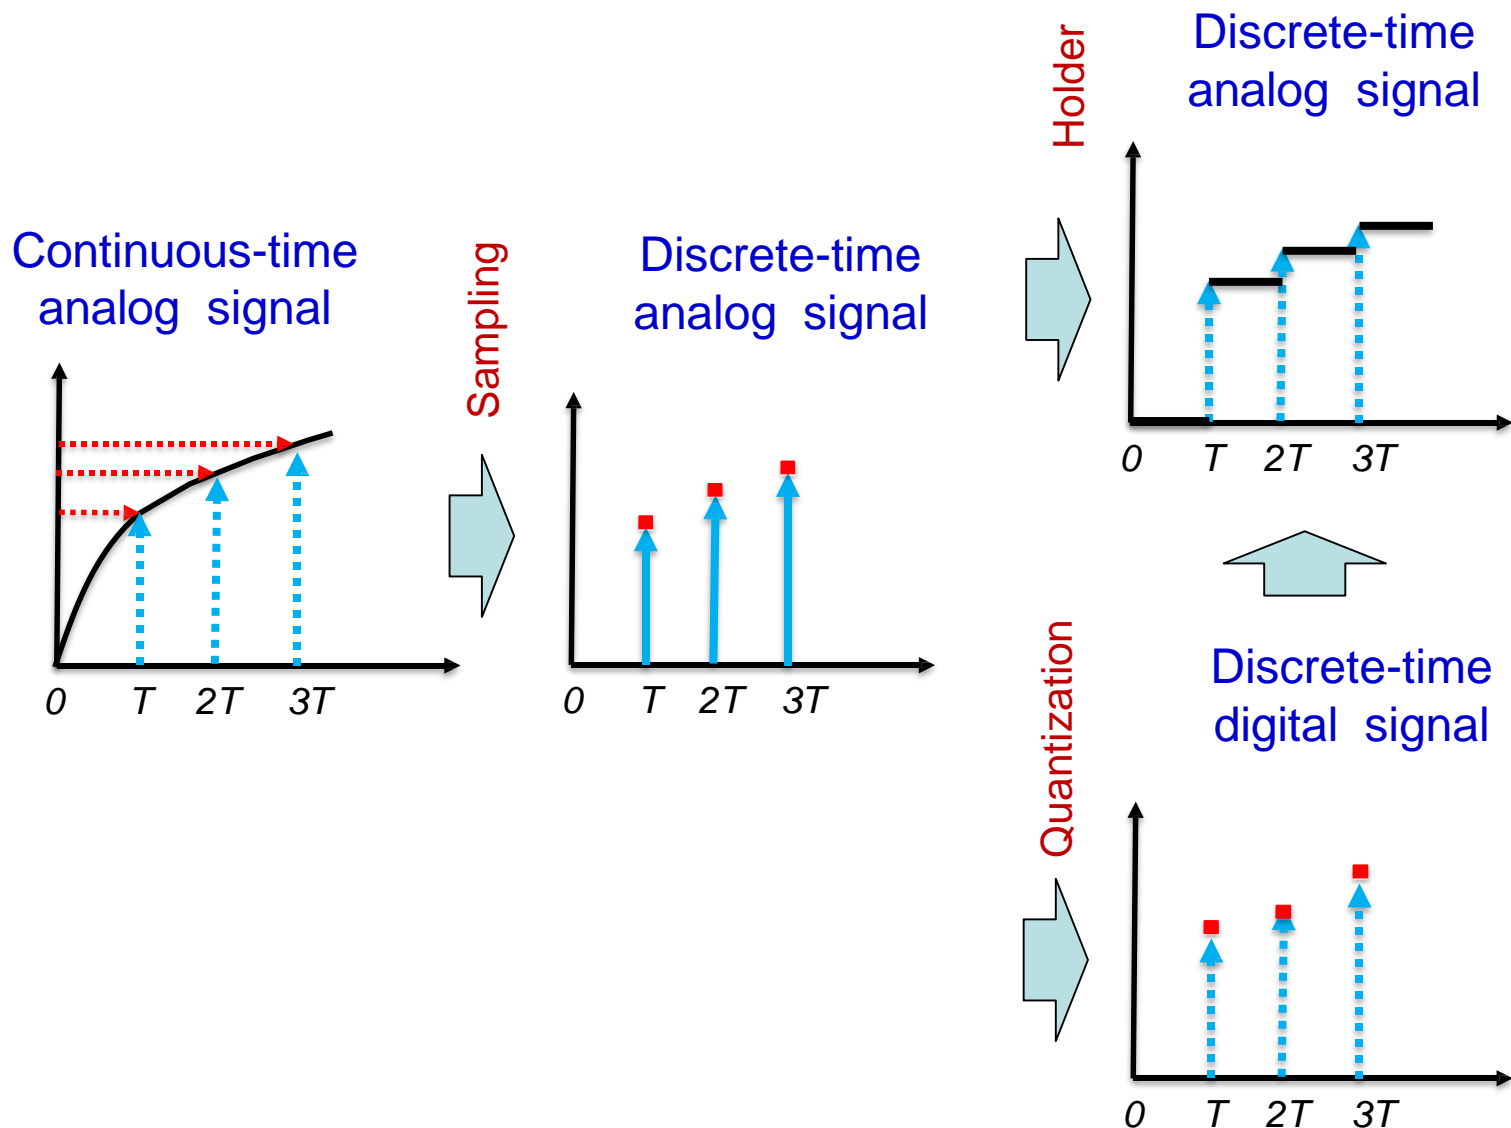 Continuous-time
analog signal
0 T 2T 3T
Sampling
Discrete-time
analog signal
0 T 2T 3T
Holder
Discrete-time
analog signal
0 T 2T 3T
Quantization
Discrete-time
digital signal
0 T 2T 3T